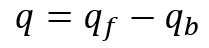 q = q_f − q_b